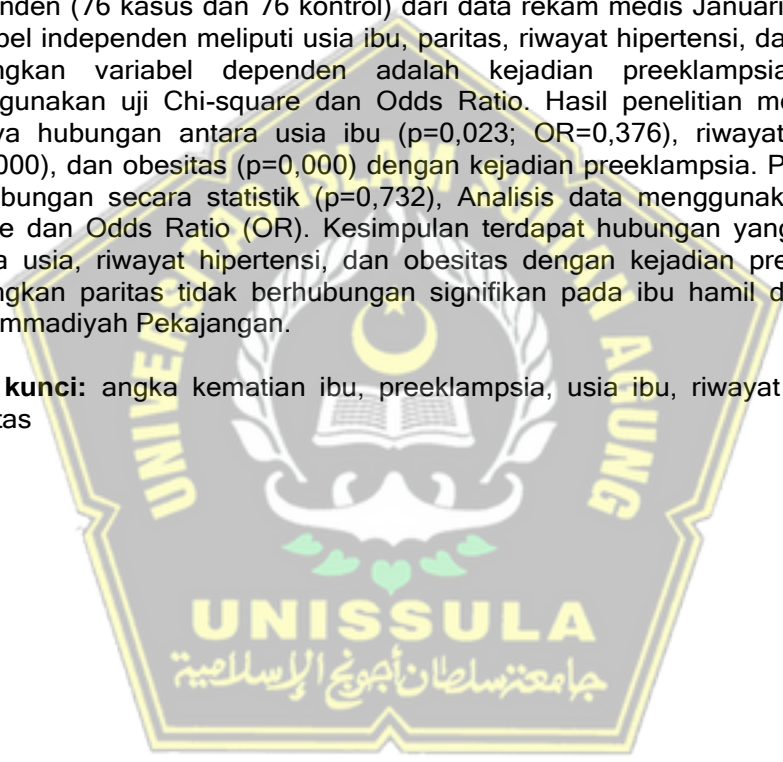 nden (76 kasus dan 76 kontrol) dari data rekam medis Januari
bel independen meliputi usia ibu, paritas, riwayat hipertensi, da
ngkan variabel dependen adalah kejadian preeklampsia
gunakan uji Chi-square dan Odds Ratio. Hasil penelitian me
ya hubungan antara usia ibu (p=0,023; OR=0,376), riwayat
000), dan obesitas (p=0,000) dengan kejadian preeklampsia. P
bungan secara statistik (p=0,732), Analisis data menggunak
e dan Odds Ratio (OR). Kesimpulan terdapat hubungan yang
a usia, riwayat hipertensi, dan obesitas dengan kejadian pre
ngkan paritas tidak berhubungan signifikan pada ibu hamil d
mmadiyah Pekajangan.
kunci: angka kematian ibu, preeklampsia, usia ibu, riwayat
tas
UNIVERSITAS ISLAM SULTAN AGUNG
UNISSULA
جامعة سلطان أجونج الإسلامية